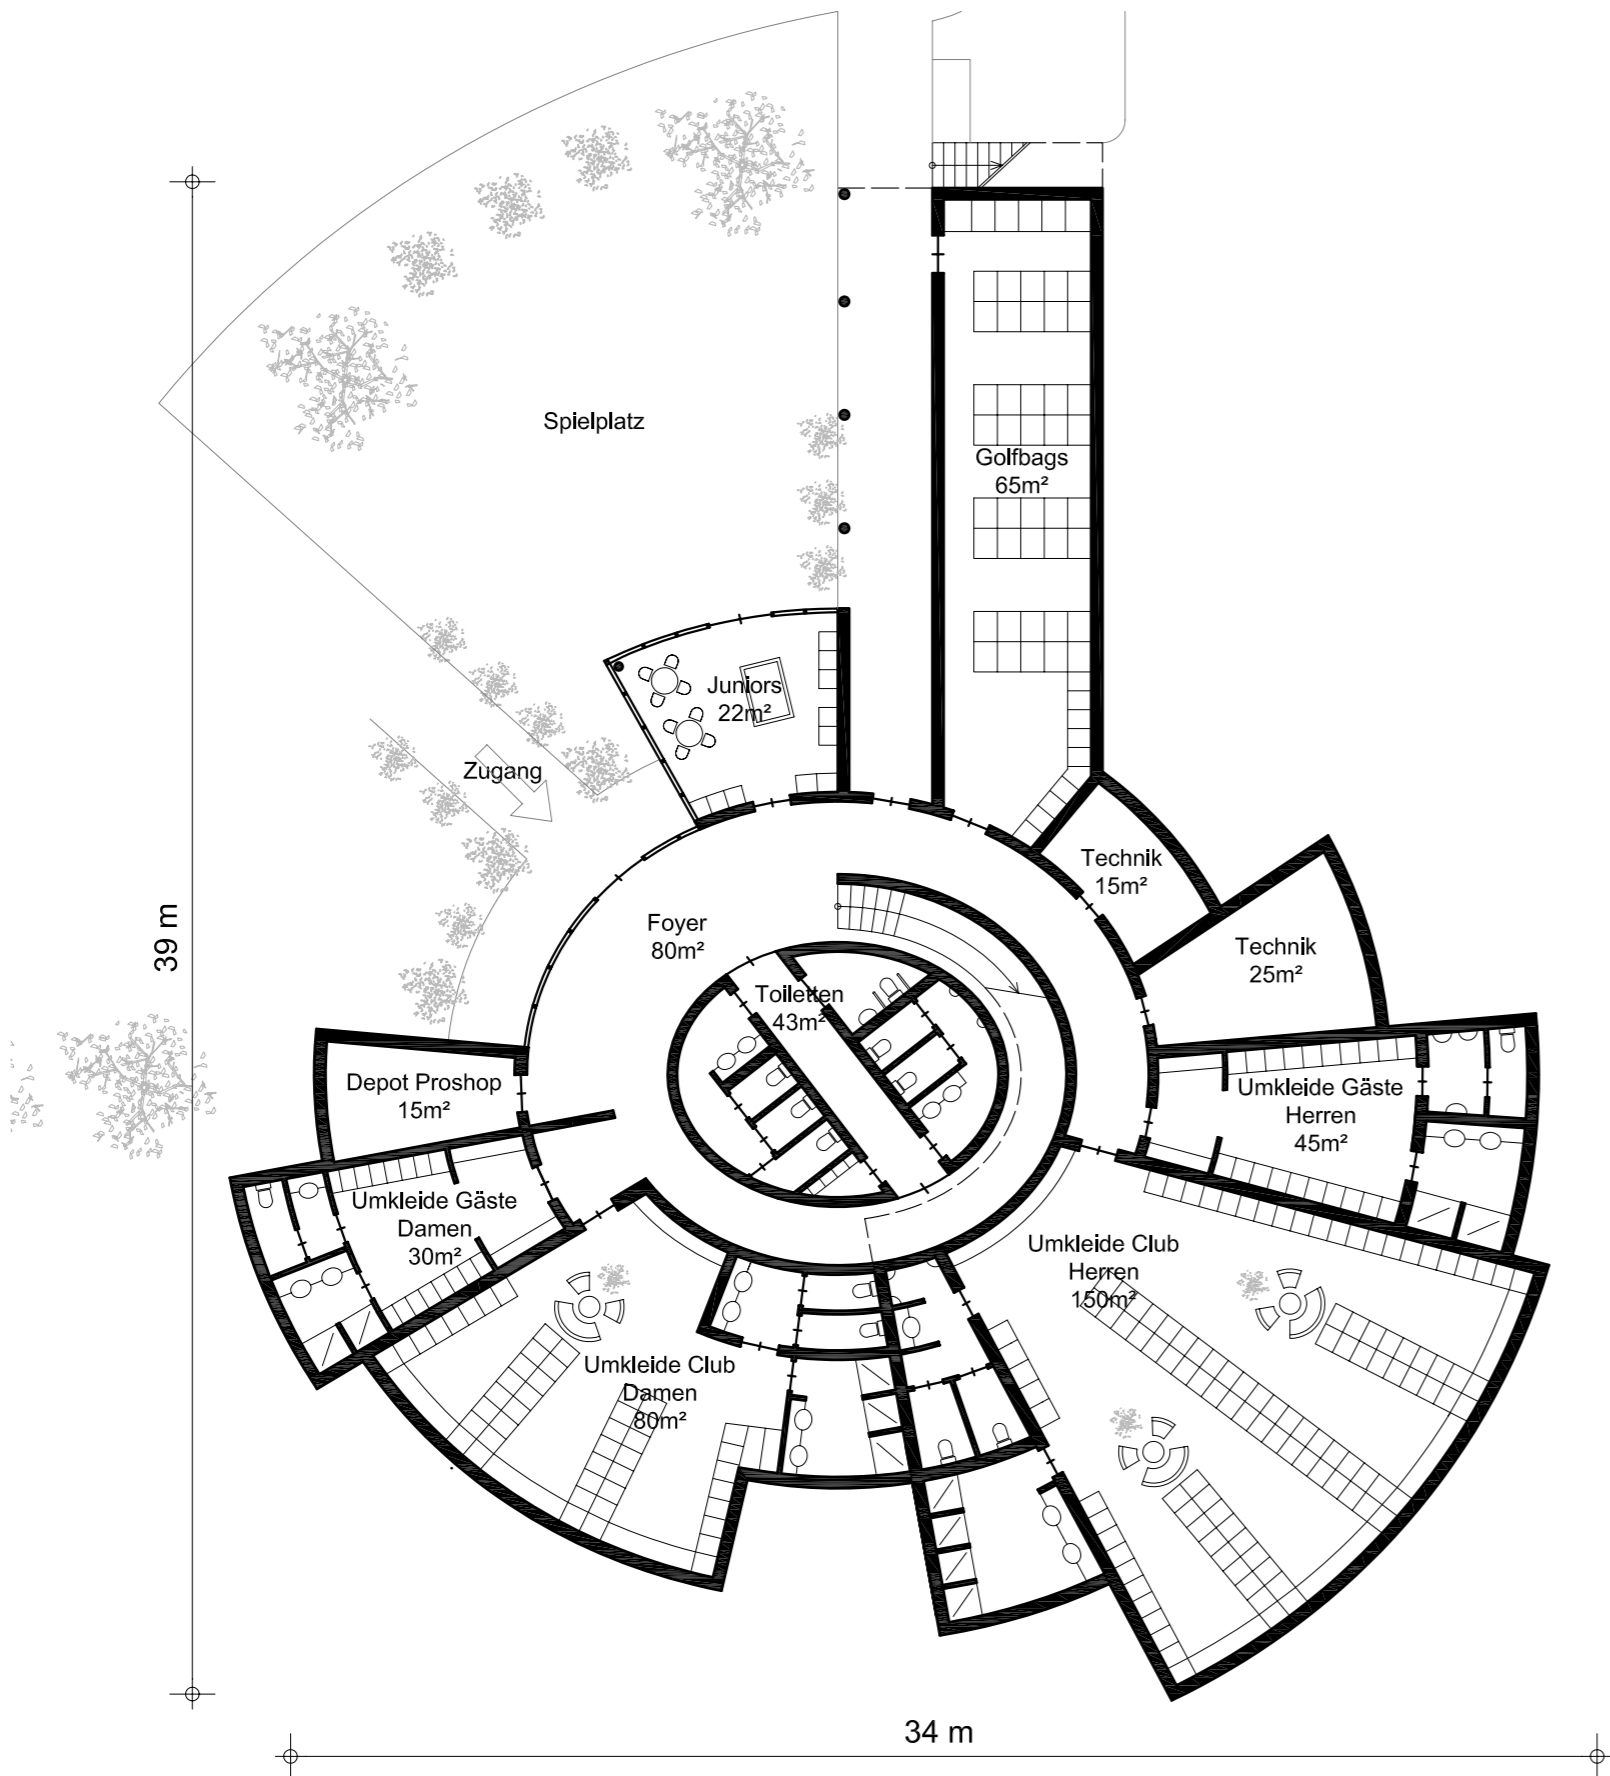 Spielplatz
Golfbags
65m²
Juniors
22m²
Zugang
Technik
15m²
Foyer
80m²
Technik
25m²
39 m
Toiletten
43m²
Depot Proshop
15m²
Umkleide Gäste
Herren
45m²
Umkleide Gäste
Damen
30m²
Umkleide Club
Herren
150m²
Umkleide Club
Damen
80m²
34 m